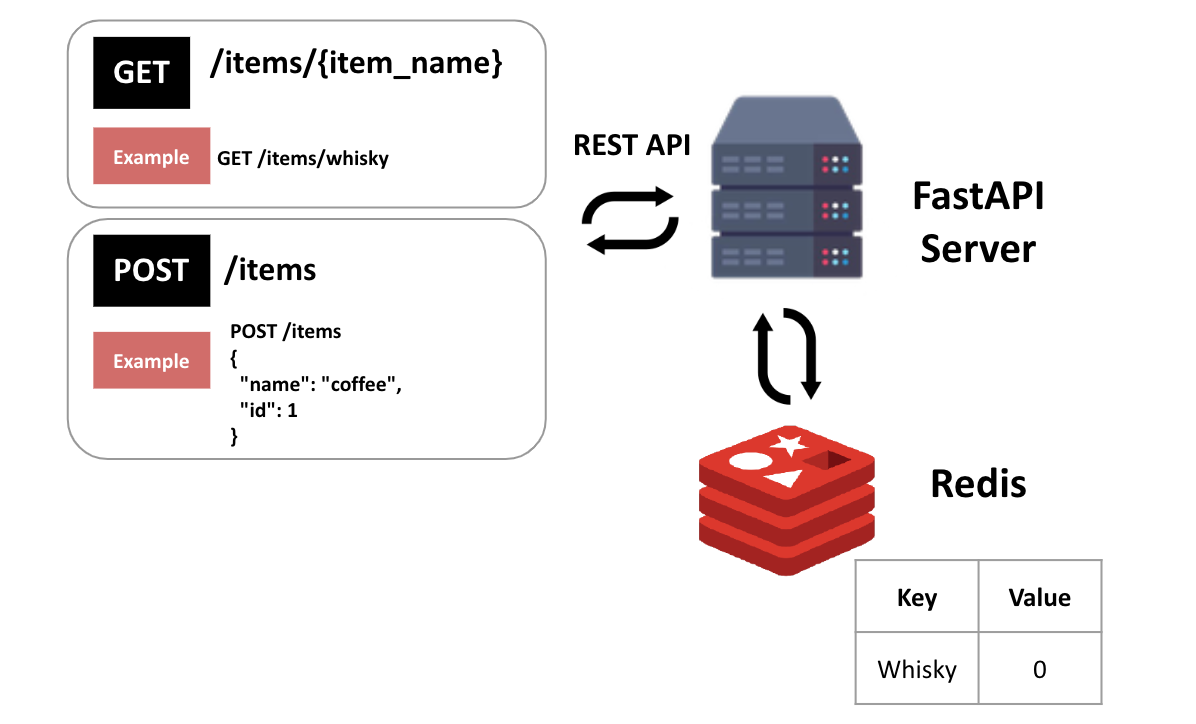 GET /items/{item_name}
Example GET /items/whisky
POST /items
Example
POST /items
{
"name": "coffee",
"id": 1
}
REST API
FastAPI
Server
Redis
Key Value
Whisky 0